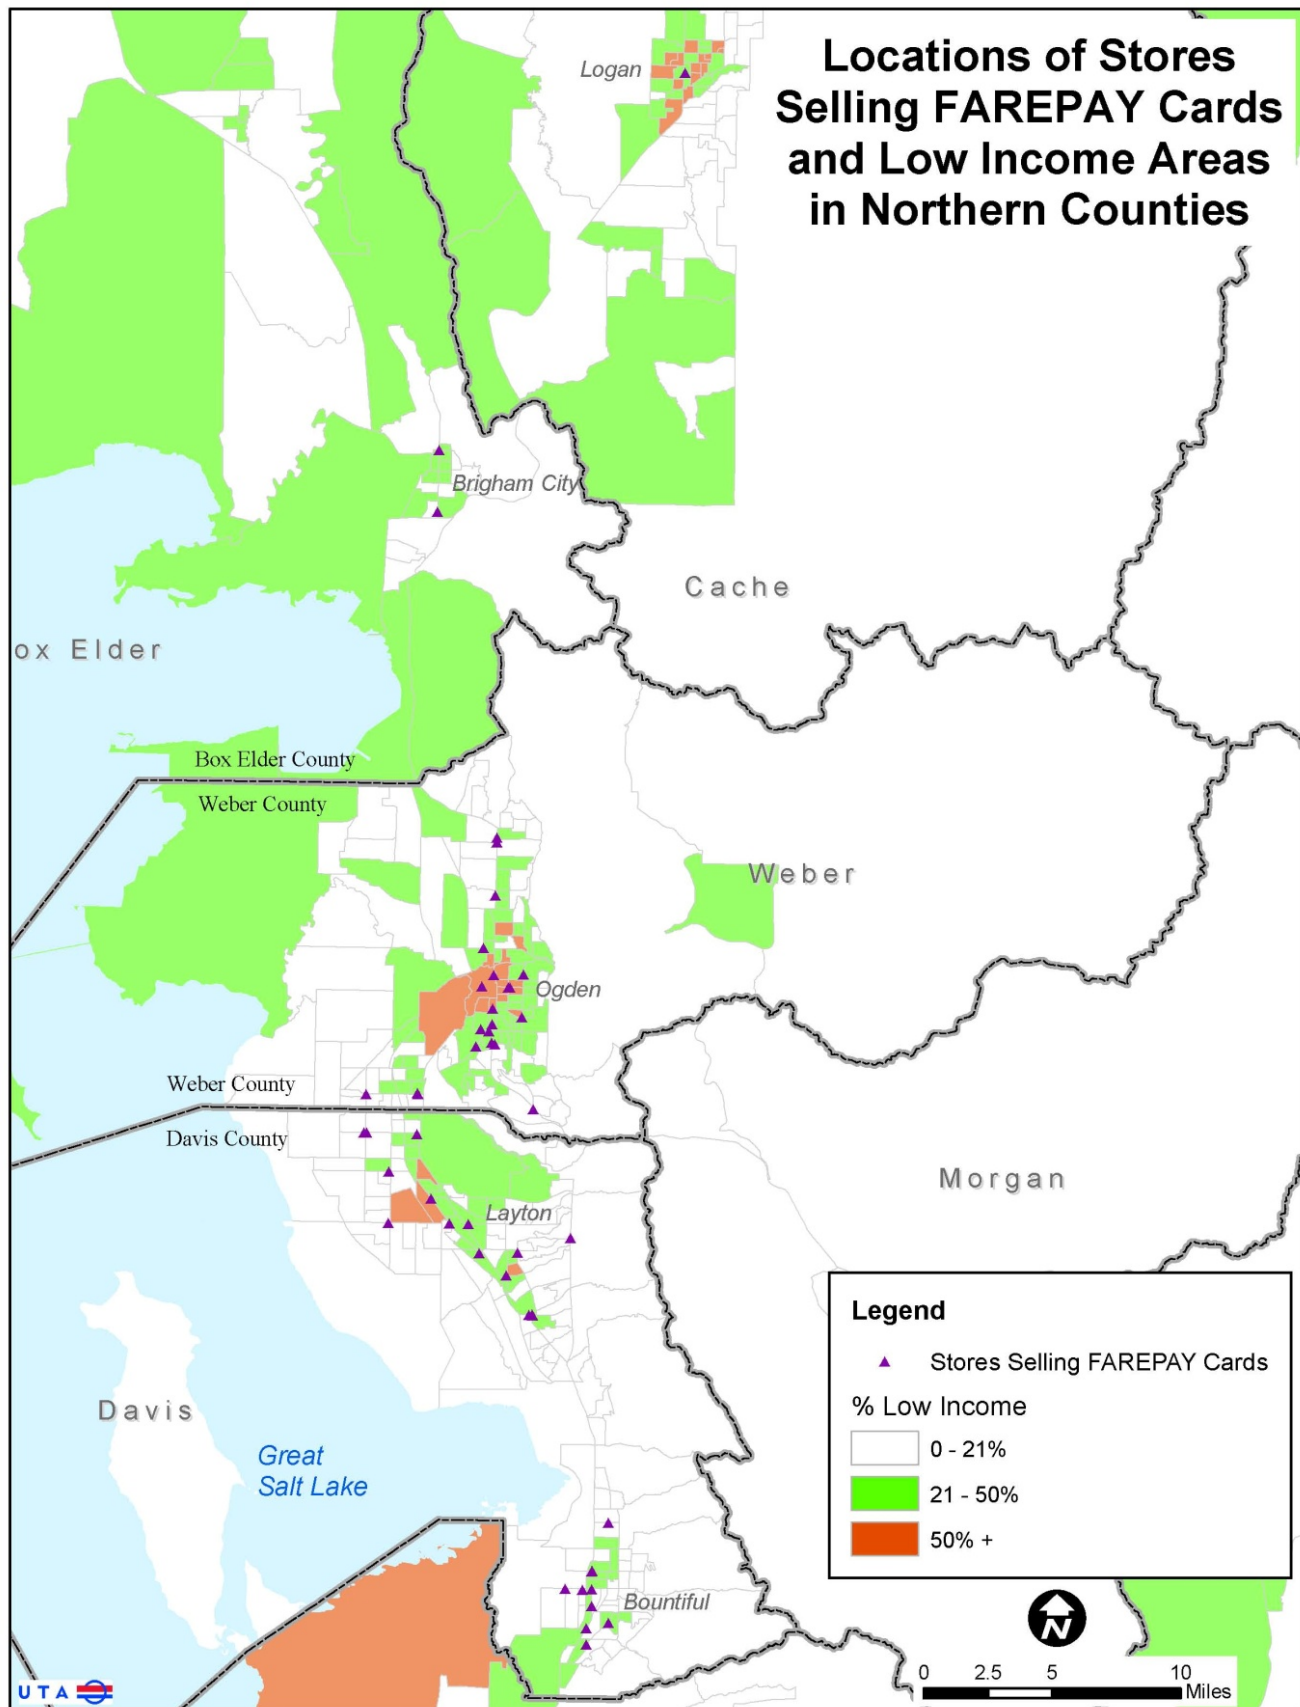 Locations of Stores
Selling FAREPAY Cards
and Low Income Areas
in Northern Counties
Logan
Brigham City
Cache
ox Elder
Box Elder County
Weber County
Weber
Ogden
Weber County
Davis County
Morgan
Layton
Davis
Great
Salt Lake
Bountiful
Legend
Stores Selling FAREPAY Cards
% Low Income
0 - 21%
21 - 50%
50% +
N
0 2.5 5 10
Miles
UTA